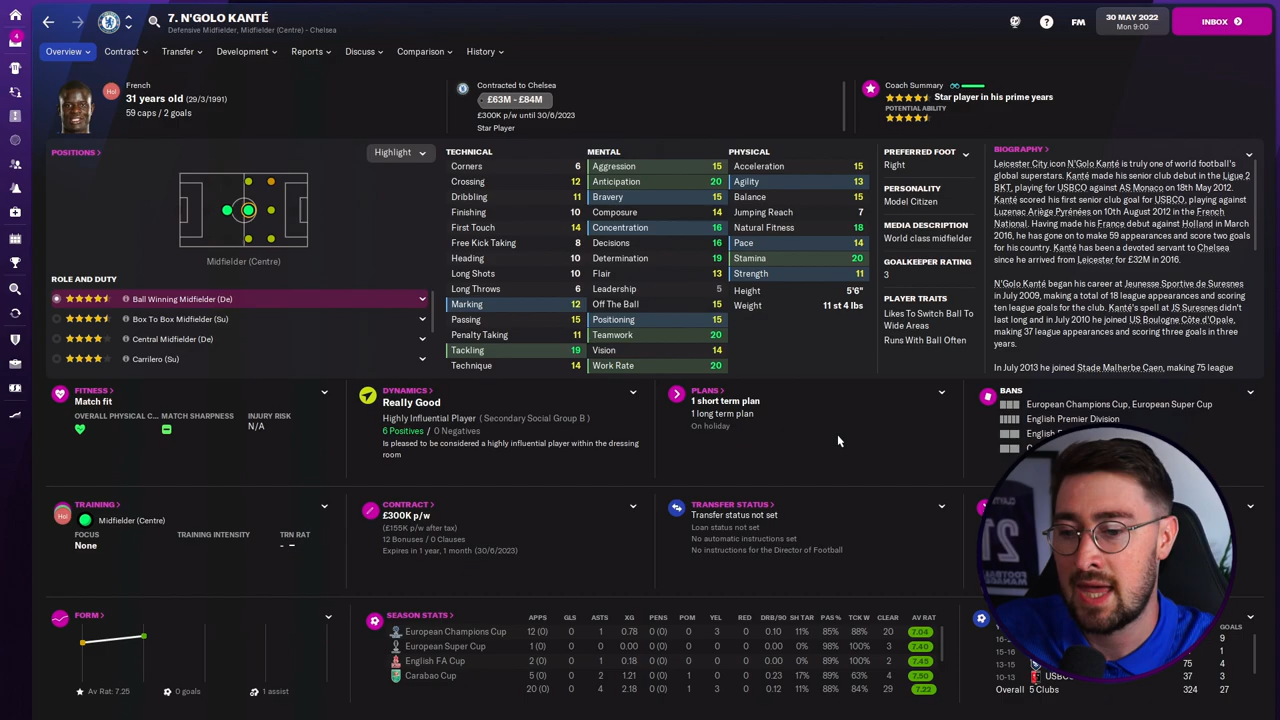 7. N'GOLO KANTÉ
Defensive Midfielder, Midfielder (Centre) - Chelsea
FM
30 MAY 2022
Mon 9:00
INBOX
Overview
Contract
Transfer
Development
Reports
Discuss
Comparison
History
Hol
French
31 years old (29/3/1991)
59 caps / 2 goals
Contracted to Chelsea
£63M - £84M
£300K p/w until 30/6/2023
Star Player
Coach Summary
Star player in his prime years
POTENTIAL ABILITY
POSITIONS
Highlight
Midfielder (Centre)
ROLE AND DUTY
Ball Winning Midfielder (De)
Box To Box Midfielder (Su)
Central Midfielder (De)
Carrilero (Su)
TECHNICAL
Corners 6
Crossing 12
Dribbling 11
Finishing 10
First Touch 14
Free Kick Taking 8
Heading 10
Long Shots 10
Long Throws 6
Marking 12
Passing 15
Penalty Taking 11
Tackling 19
Technique 14
MENTAL
Aggression 15
Anticipation 20
Bravery 15
Composure 14
Concentration 16
Decisions 16
Determination 19
Flair 13
Leadership 5
Off The Ball 15
Positioning 15
Teamwork 20
Vision 14
Work Rate 20
PHYSICAL
Acceleration 15
Agility 13
Balance 15
Jumping Reach 7
Natural Fitness 18
Pace 14
Stamina 20
Strength 11
Height 5'6"
Weight 11 st 4 lbs
PREFERRED FOOT
Right
PERSONALITY
Model Citizen
MEDIA DESCRIPTION
World class midfielder
GOALKEEPER RATING
3
PLAYER TRAITS
Likes To Switch Ball To
Wide Areas
Runs With Ball Often
BIOGRAPHY
Leicester City icon N'Golo Kanté is truly one of world football's
global superstars. Kanté made his senior career debut in the Ligue 2
BKT, playing for USBCO against AS Monaco on 18th May 2012.
Kanté scored his first senior club goal for USBCO, playing against
Luzenac Ariège Pyrénées on 10th August 2012 in the French
National. Having made his France debut against Holland in March
2016, he has gone on to make 59 appearances and score two goals
for his country. Kanté has been a devoted servant to Chelsea
since he arrived from Leicester for £32M in 2016.
N'Golo Kanté began his career at Jeunesse Sportive de Suresnes
in July 2009, making a total of 18 league appearances and scoring
ten league goals for the club. Kanté's spell at JS Suresnes didn't
last long and in July 2010 he joined US Boulogne Côte d'Opale,
making 37 league appearances and scoring three goals in three
years.
In July 2013 he joined Stade Malherbe Caen, making 75 league
FITNESS
Match fit
OVERALL PHYSICAL C... MATCH SHARPNESS INJURY RISK
N/A
DYNAMICS
Really Good
Highly Influential Player ( Secondary Social Group B )
6 Positives / 0 Negatives
Is pleased to be considered a highly influential player within the dressing
room
PLANS
1 short term plan
1 long term plan
On holiday
BANS
European Champions Cup, European Super Cup
English Premier Division
TRAINING
Hol
Midfielder (Centre)
FOCUS TRAINING INTENSITY TRN RAT
None - -
CONTRACT
£300K p/w
(£155K p/w after tax)
12 Bonuses / 0 Clauses
Expires in 1 year, 1 month (30/6/2023)
TRANSFER STATUS
Transfer status not set
Loan status not set
No automatic instructions set
No instructions for the Director of Football
FORM
Av Rat: 7.25
0 goals
1 assist
SEASON STATS APPS GLS ASTS XG PENS POM YEL RED DRB/90 SH TAR PAS % TCK W CLEAR AV RAT
European Champions Cup 12 (0) 0 1 0.78 0 (0) 0 3 0 0.10 11% 85% 88% 20 7.04
European Super Cup 1 (0) 0 0 0.00 0 (0) 0 0 0 0.00 0% 98% 100% 3 7.40
English FA Cup 2 (0) 0 1 0.18 0 (0) 0 0 0 0.00 0% 89% 100% 2 7.45
Carabao Cup 5 (0) 0 2 1.21 0 (0) 1 0 0 0.23 17% 89% 63% 4 7.50
20 (0) 0 4 2.18 0 (0) 1 3 0 0.12 11% 88% 84% 29 7.22
GOALS
9
16-
1
15-16
4
13-15 75 4
10-13 USBCO 37 3
Overall 5 Clubs 324 27
21